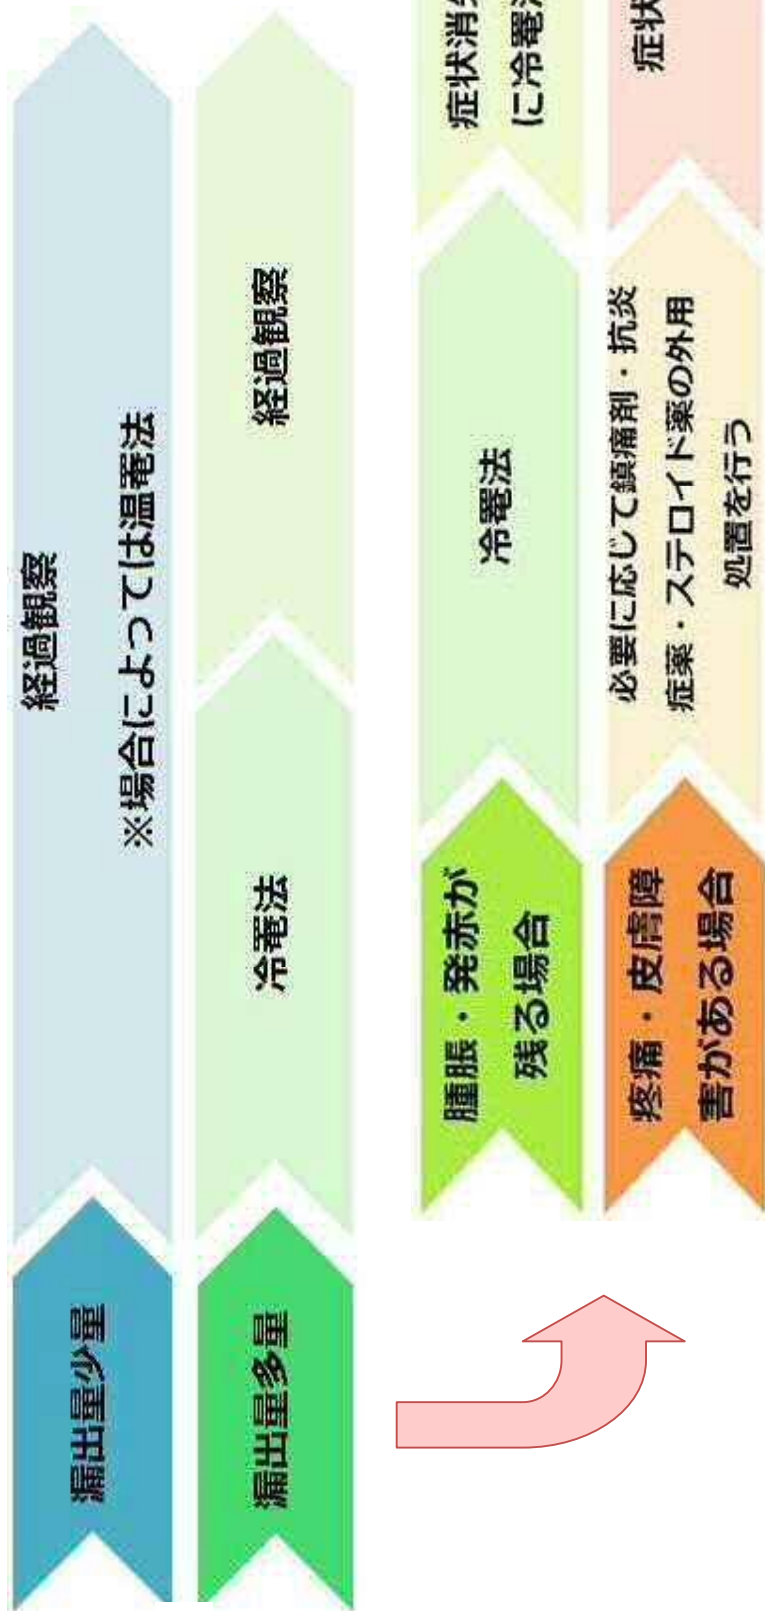 漏出量少量
経過観察
※場合によっては温罨法
漏出量多量
冷罨法
経過観察
腫脹・発赤が
残る場合
冷罨法
症状消失
に冷罨法
疼痛・皮膚障
害がある場合
必要に応じて鎮痛剤・抗炎
症薬・ステロイド薬の外用
処置を行う
症状